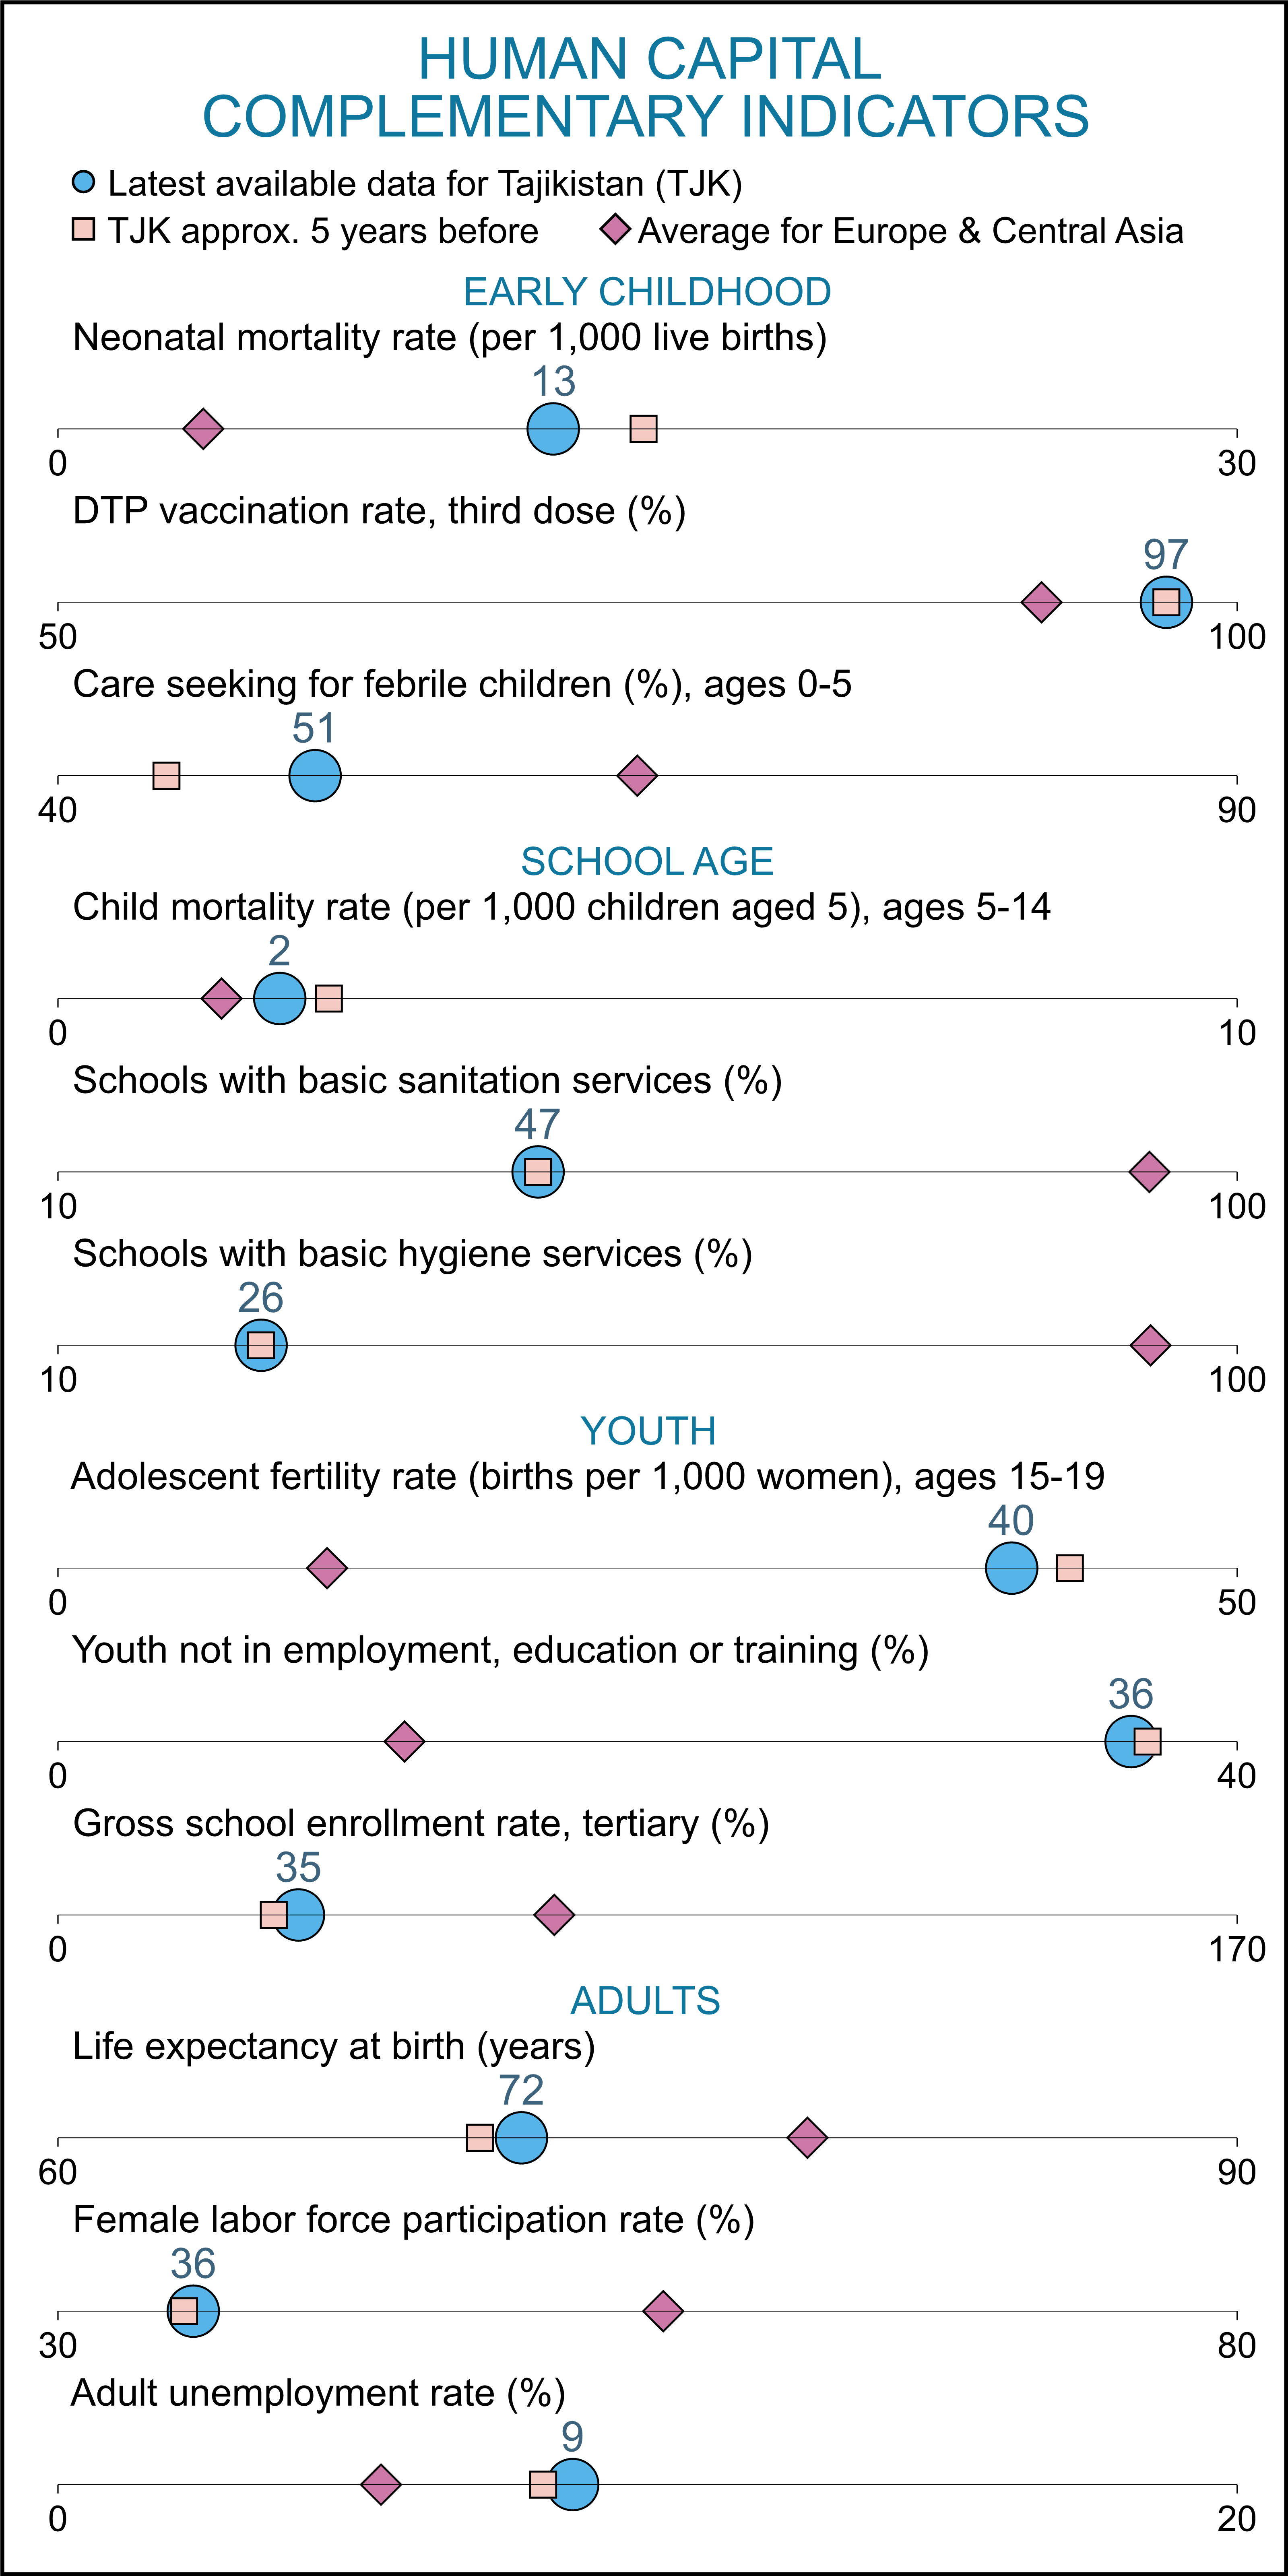 HUMAN CAPITAL
COMPLEMENTARY INDICATORS
Latest available data for Tajikistan (TJK)
TJK approx. 5 years before Average for Europe & Central Asia
EARLY CHILDHOOD
Neonatal mortality rate (per 1,000 live births)
13
0 30
DTP vaccination rate, third dose (%)
97
50 100
Care seeking for febrile children (%), ages 0-5
51
40 90
SCHOOL AGE
Child mortality rate (per 1,000 children aged 5), ages 5-14
2
0 10
Schools with basic sanitation services (%)
47
10 100
Schools with basic hygiene services (%)
26
10 100
YOUTH
Adolescent fertility rate (births per 1,000 women), ages 15-19
40
0 50
Youth not in employment, education or training (%)
36
0 40
Gross school enrollment rate, tertiary (%)
35
0 170
ADULTS
Life expectancy at birth (years)
72
60 90
Female labor force participation rate (%)
36
30 80
Adult unemployment rate (%)
9
0 20